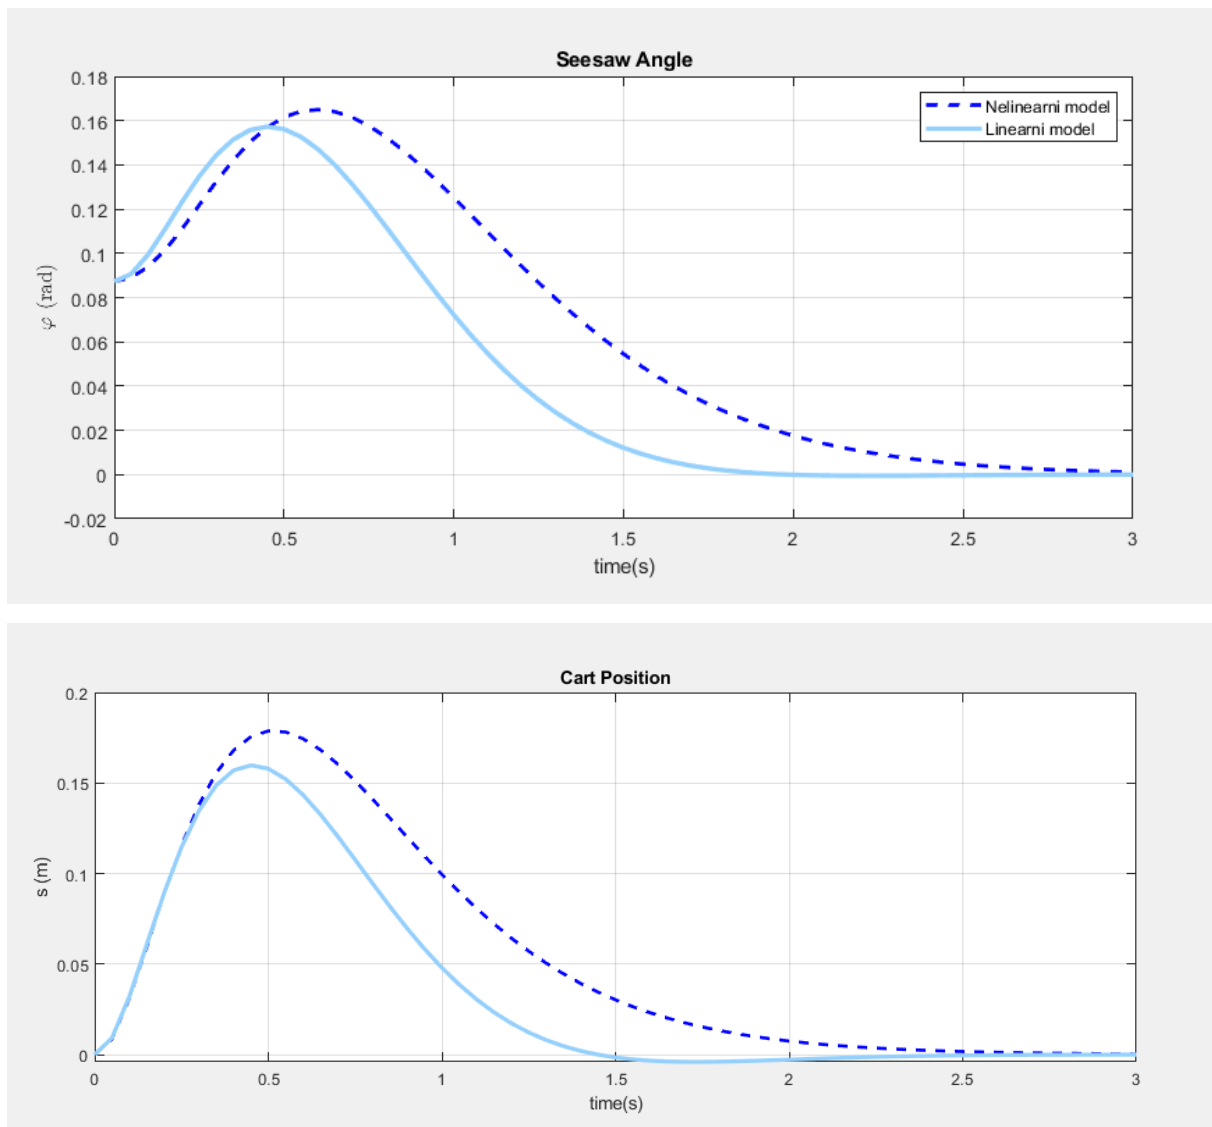 Seesaw Angle
0.18
0.16
0.14
0.12
0.1
0.08
0.06
0.04
0.02
0
-0.02
φ (rad)
Nelinearni model
Linearni model
0 0.5 1 1.5 2 2.5 3
time(s)
Cart Position
0.2
0.15
0.1
0.05
0
s (m)
0 0.5 1 1.5 2 2.5 3
time(s)